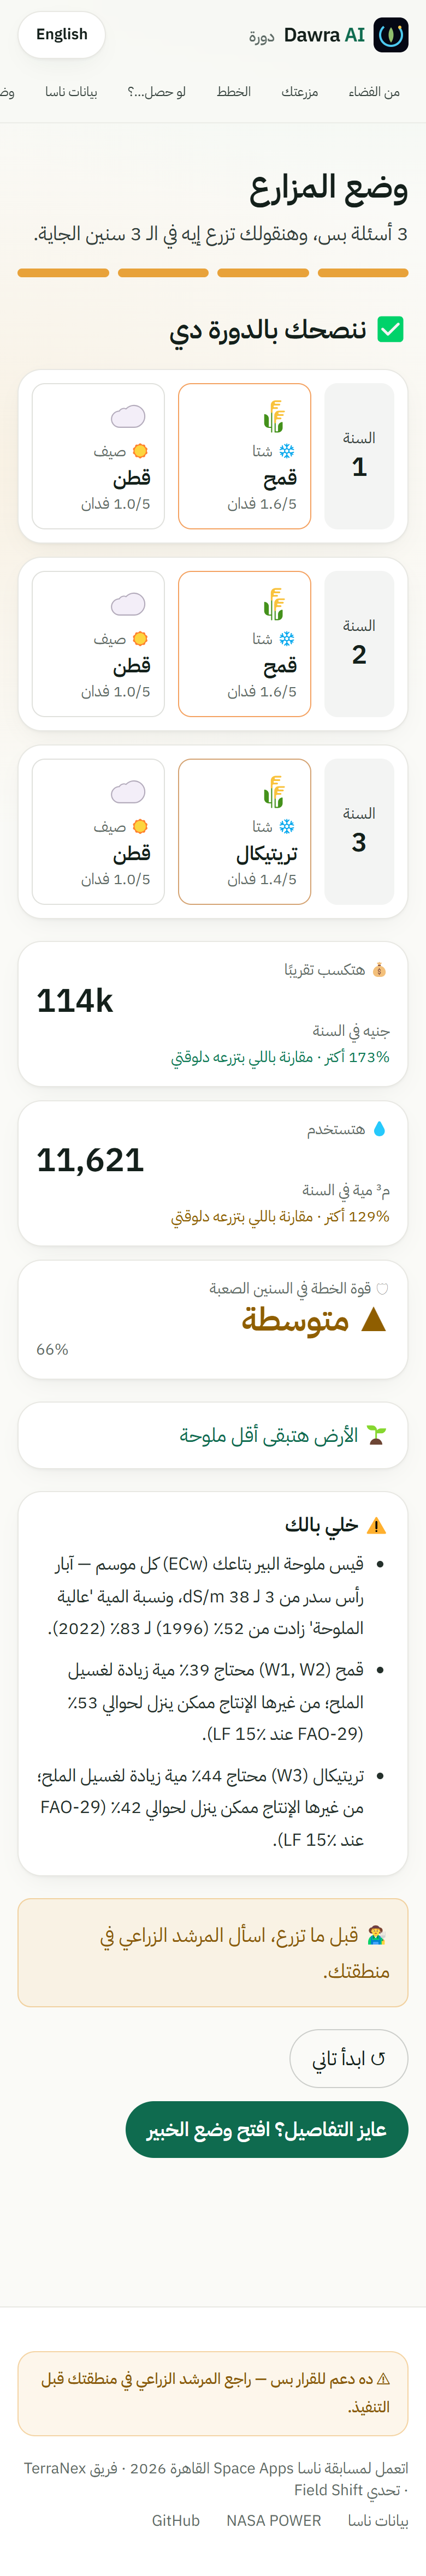 Dawra AI دورة
English
من الفضاء مزرعتك الخطط لو حصل...؟ بيانات ناسا وض
وضع المزارع
3 أسئلة بس، وهنقولك تزرع إيه في الـ 3 سنين الجاية.
✅ ننصحك بالدورة دي
السنة
1
❄️ شتا
قمح
1.6/5 فدان
☀️ صيف
قطن
1.0/5 فدان
السنة
2
❄️ شتا
قمح
1.6/5 فدان
☀️ صيف
قطن
1.0/5 فدان
السنة
3
❄️ شتا
تريتيكال
1.4/5 فدان
☀️ صيف
قطن
1.0/5 فدان
💰 هتكسب تقريبًا
114k
جنيه في السنة
173% أكتر · مقارنة باللي بتزرعه دلوقتي
💧 هتستخدم
11,621
م³ مية في السنة
129% أكتر · مقارنة باللي بتزرعه دلوقتي
🛡 قوة الخطة في السنين الصعبة
▲ متوسطة
66%
🌱 الأرض هتبقى أقل ملوحة
⚠️ خلي بالك
• قيس ملوحة البير بتاعك (ECw) كل موسم — آبار
رأس سدر من 3 لـ 38 dS/m، ونسبة المية 'عالية
الملوحة' زادت من 52٪ (1996) لـ 83٪ (2022).
• قمح (W1, W2) محتاج 39٪ مية زيادة لغسيل
الملح؛ من غيرها الإنتاج ممكن ينزل لحوالي 53٪
(FAO-29 عند LF 15٪).
• تريتيكال (W3) محتاج 44٪ مية زيادة لغسيل الملح؛
من غيرها الإنتاج ممكن ينزل لحوالي 42٪ (FAO-29
عند LF 15٪).
🧑‍🌾 قبل ما تزرع، اسأل المرشد الزراعي في
منطقتك.
↺ ابدأ تاني
عايز التفاصيل؟ افتح وضع الخبير
⚠ ده دعم للقرار بس — راجع المرشد الزراعي في منطقتك قبل
التنفيذ.
اتعمل لمسابقة ناسا Space Apps القاهرة 2026 · فريق TerraNex
· تحدي Field Shift
بيانات ناسا NASA POWER GitHub